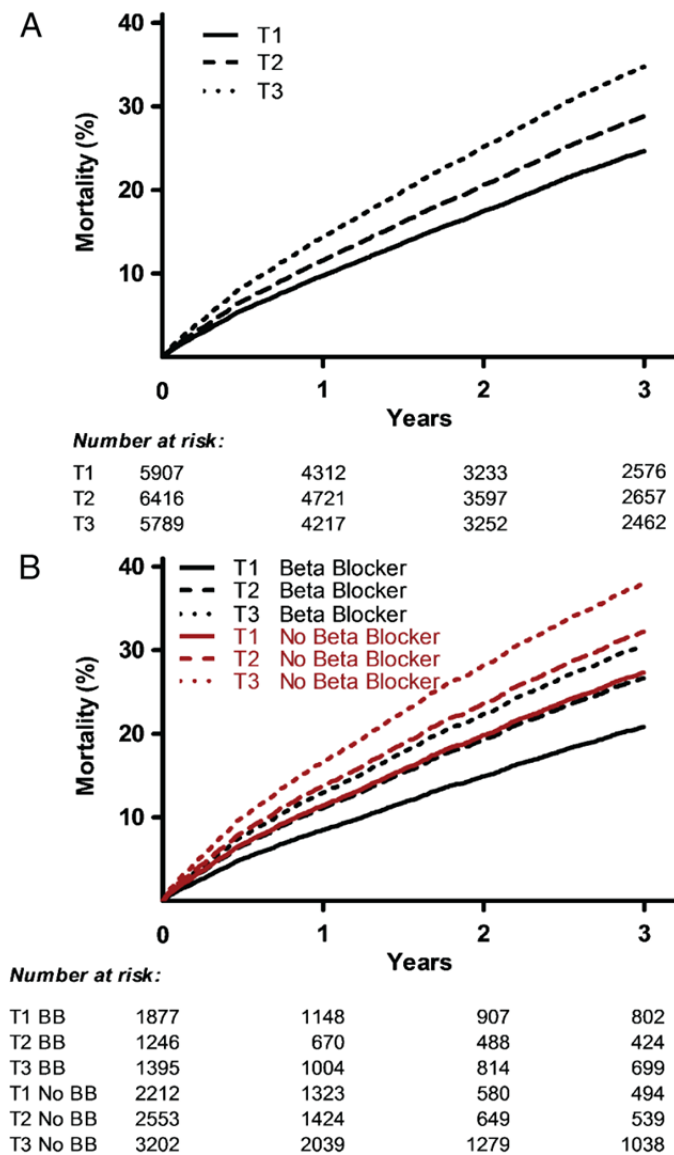 A
40
T1
T2
T3
30
20
10
Mortality (%)
0 1 2 3
Years
Number at risk:
T1 5907 4312 3233 2576
T2 6416 4721 3597 2657
T3 5789 4217 3252 2462
B
40
T1 Beta Blocker
T2 Beta Blocker
T3 Beta Blocker
T1 No Beta Blocker
T2 No Beta Blocker
T3 No Beta Blocker
30
20
10
Mortality (%)
0 1 2 3
Years
Number at risk:
T1 BB 1877 1148 907 802
T2 BB 1246 670 488 424
T3 BB 1395 1004 814 699
T1 No BB 2212 1323 580 494
T2 No BB 2553 1424 649 539
T3 No BB 3202 2039 1279 1038